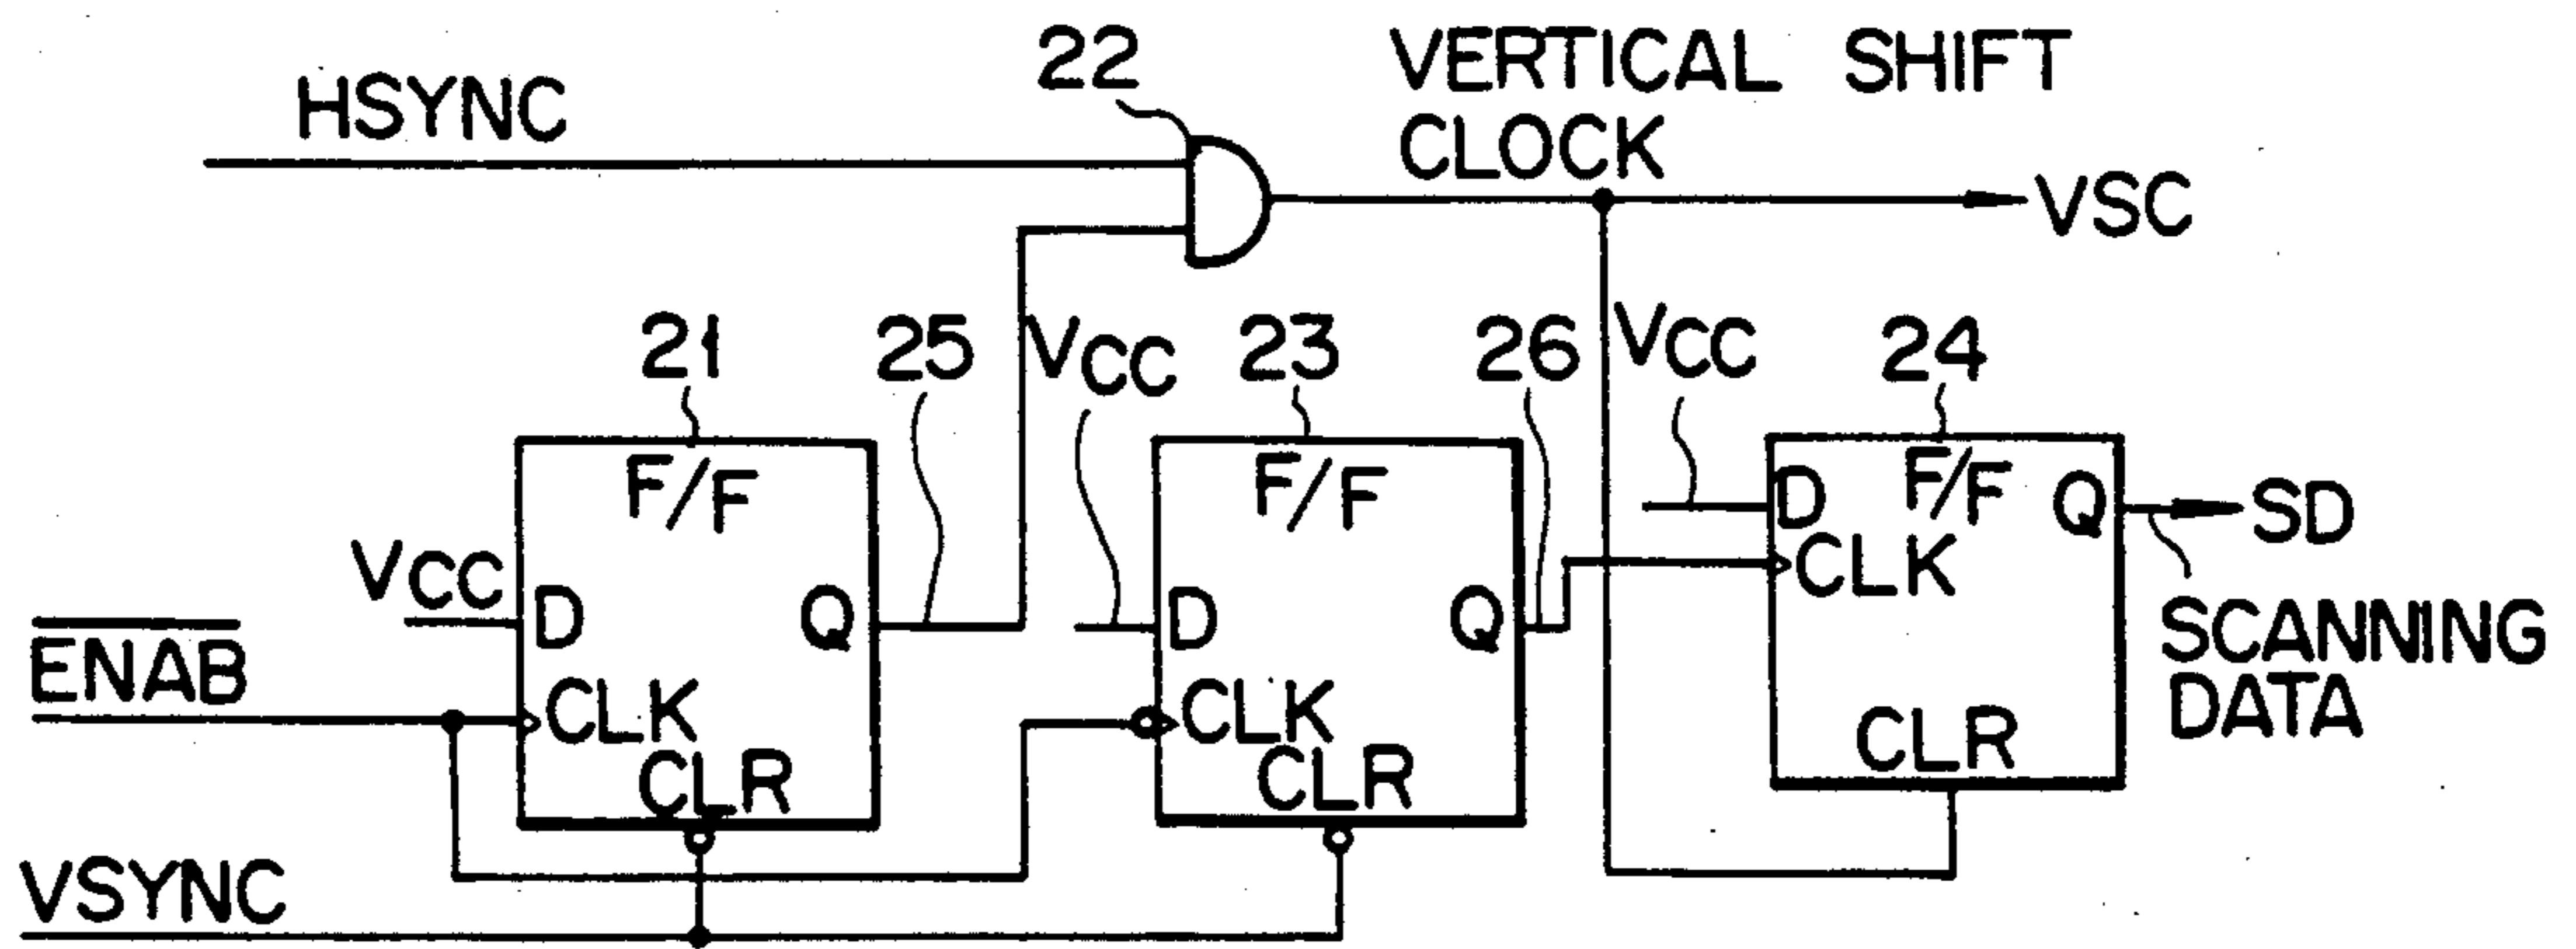 22
VERTICAL SHIFT
CLOCK
HSYNC
VSC
21
25
VCC
23
26
VCC
24
F/F
F/F
F/F
D
Q
SD
CLK
VCC
D
Q
D
Q
SCANNING
DATA
ENAB
CLK
CLK
CLR
CLR
CLR
VSYNC